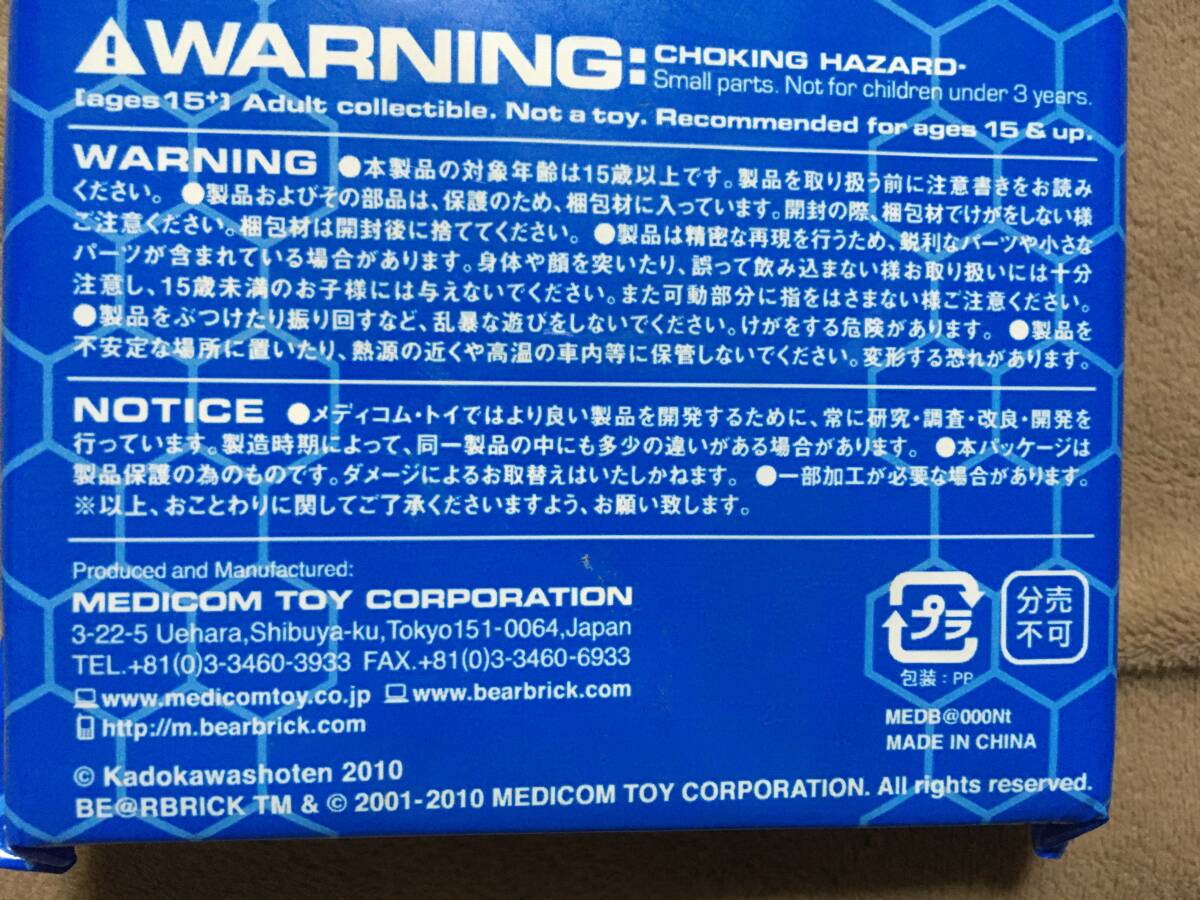 WARNING: CHOKING HAZARD-
Small parts. Not for children under 3 years.
[ages15+] Adult collectible. Not a toy. Recommended for ages 15 & up.
WARNING ●本製品の対象年齢は15歳以上です。製品を取り扱う前に注意書きをお読み
ください。 ●製品およびその部品は、保護のため、梱包材に入っています。開封の際、梱包材でけがをしない様
ご注意ください。梱包材は開封後に捨ててください。 ●製品は精密な再現を行うため、鋭利なパーツや小さな
パーツが含まれている場合があります。身体や顔を突いたり、誤って飲み込まない様お取り扱いには十分
注意し、15歳未満のお子様には与えないでください。また可動部分に指をはさまない様ご注意ください。
●製品をぶつけたり振り回すなど、乱暴な遊びをしないでください。けがをする危険があります。 ●製品を
不安定な場所に置いたり、熱源の近くや高温の車内等に保管しないでください。変形する恐れがあります。
NOTICE ●メディコム・トイではより良い製品を開発するために、常に研究・調査・改良・開発を
行っています。製造時期によって、同一製品の中にも多少の違いがある場合があります。 ●本パッケージは
製品保護の為のものです。ダメージによるお取替えはいたしかねます。 ●一部加工が必要な場合があります。
※以上、おことわりに関してご了承くださいますよう、お願い致します。
Produced and Manufactured:
MEDICOM TOY CORPORATION
3-22-5 Uehara,Shibuya-ku,Tokyo151-0064,Japan
TEL.+81(0)3-3460-3933 FAX.+81(0)3-3460-6933
www.medicomtoy.co.jp www.bearbrick.com
http://m.bearbrick.com
プラ
包装：PP
分売
不可
MEDB@000Nt
MADE IN CHINA
© Kadokawashoten 2010
BE@RBRICK TM & © 2001-2010 MEDICOM TOY CORPORATION. All rights reserved.